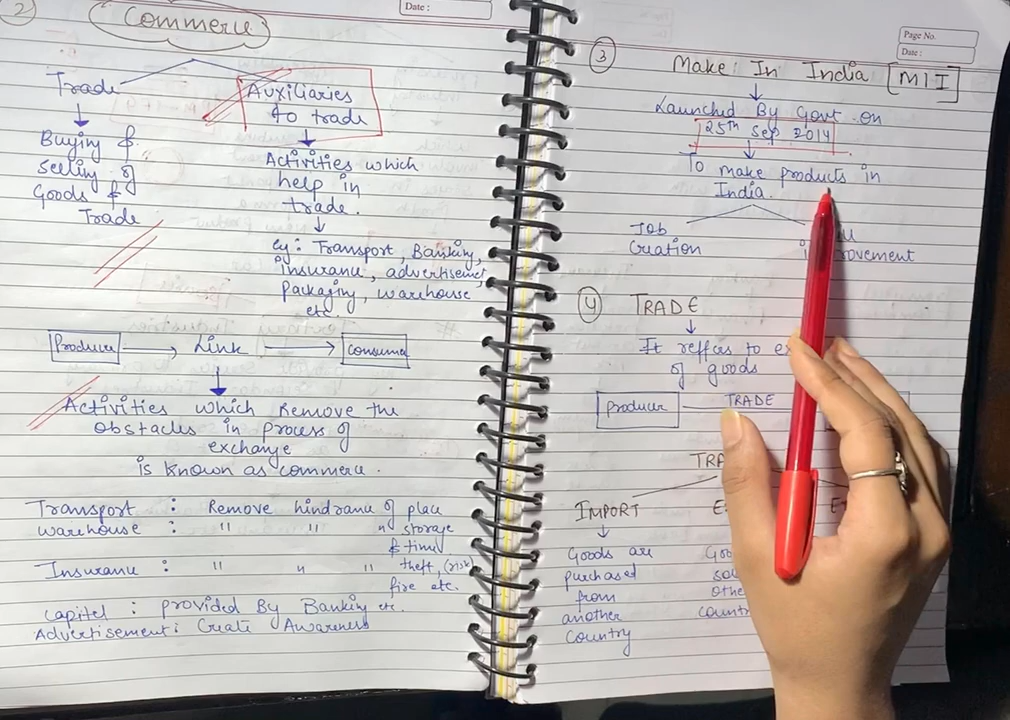 2
Date :
Commerce
Trade
Auxiliaries
to trade
Buying &
Selling of
Goods &
Trade
Activities which
help in
trade.
eg: Transport, Banking,
insurance, advertisemet
Packaging, warehouse
etc.
Producer
Link
Consumer
Activities which Remove the
obstacles in process of
exchange
is known as commerce.
Transport : Remove hindrance of place
warehouse : " " " storage
& time
Insurance : " " " theft, (risk)
fire etc.
Capitel : provided By Banking etc.
Advertisement : Create Awareness
Page No.
Date :
3
Make In India [MII]
Launched By Govt on
25th Sep 2014
To make products in
India.
Job
Creation
4
TRADE
It reffers to
of goods
producer
TRADE
IMPORT
Goods are
purchased
from
another
country